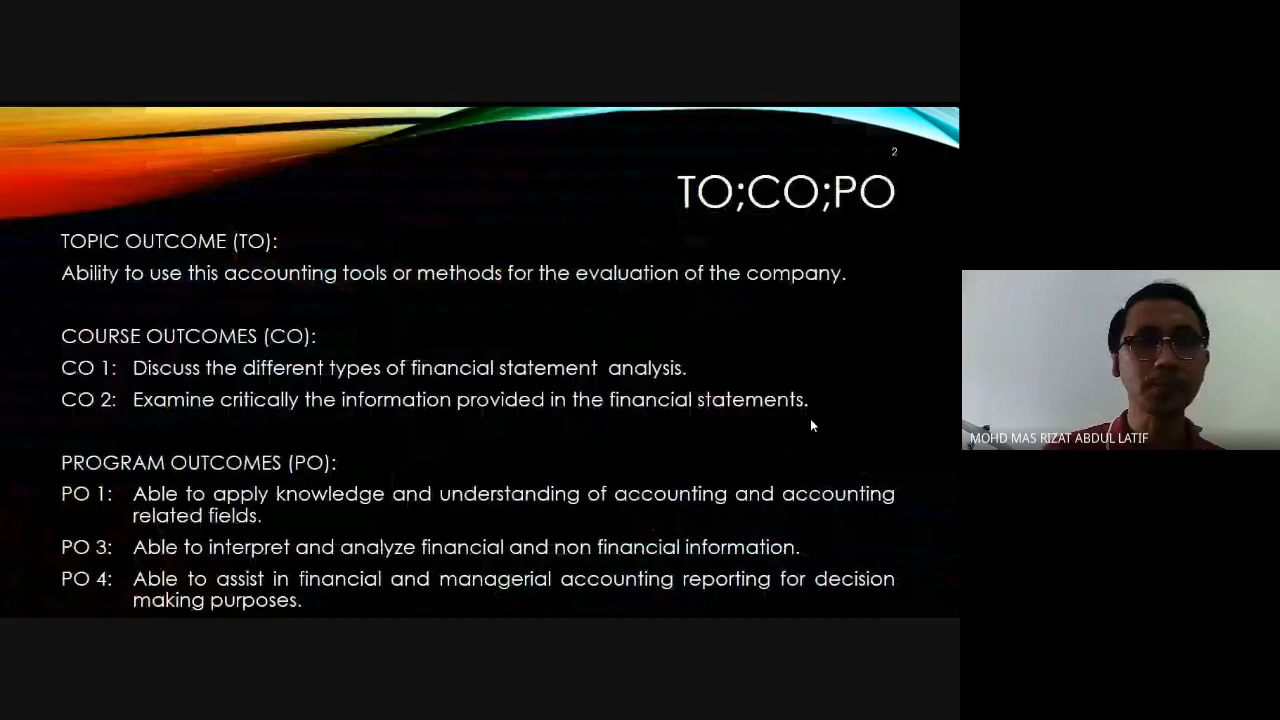 2
TO;CO;PO
TOPIC OUTCOME (TO):
Ability to use this accounting tools or methods for the evaluation of the company.
COURSE OUTCOMES (CO):
CO 1: Discuss the different types of financial statement analysis.
CO 2: Examine critically the information provided in the financial statements.
PROGRAM OUTCOMES (PO):
PO 1: Able to apply knowledge and understanding of accounting and accounting
related fields.
PO 3: Able to interpret and analyze financial and non financial information.
PO 4: Able to assist in financial and managerial accounting reporting for decision
making purposes.
MOHD MAS RIZAT ABDUL LATIF